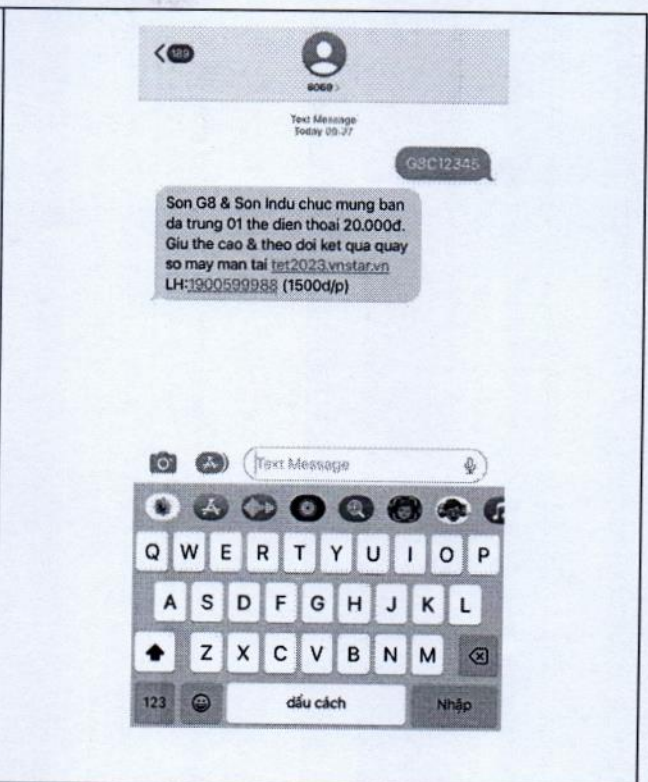 189
6069 >
Text Message
Today 09:37
G8C12345
Son G8 & Son Indu chuc mung ban
da trung 01 the dien thoai 20.000đ.
Giu the cao & theo doi ket qua quay
so may man tai tet2023.vnstar.vn
LH:1900599988 (1500d/p)
Text Message
Q W E R T Y U I O P
A S D F G H J K L
Z X C V B N M
123 dấu cách Nhập